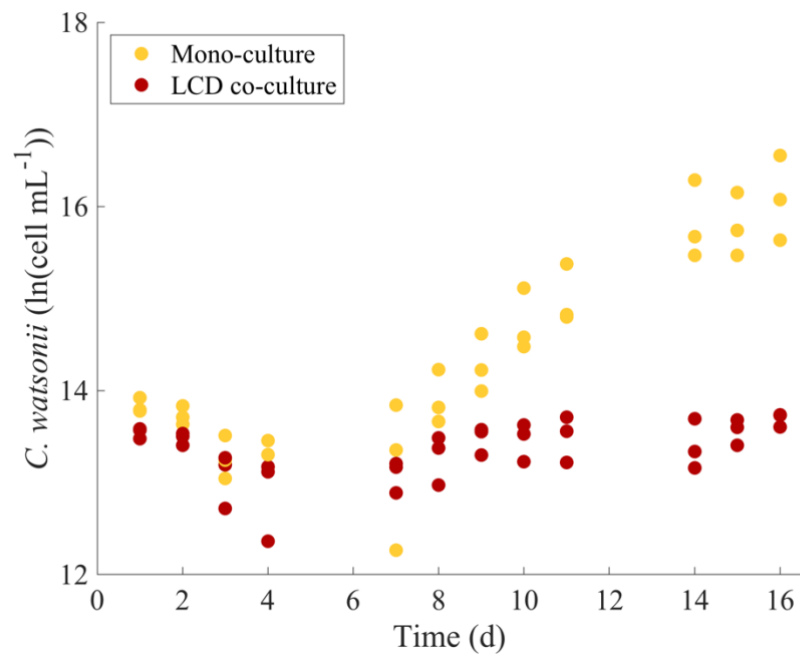 18
Mono-culture
LCD co-culture
16
14
12
C. watsonii (ln(cell mL⁻¹))
0 2 4 6 8 10 12 14 16
Time (d)